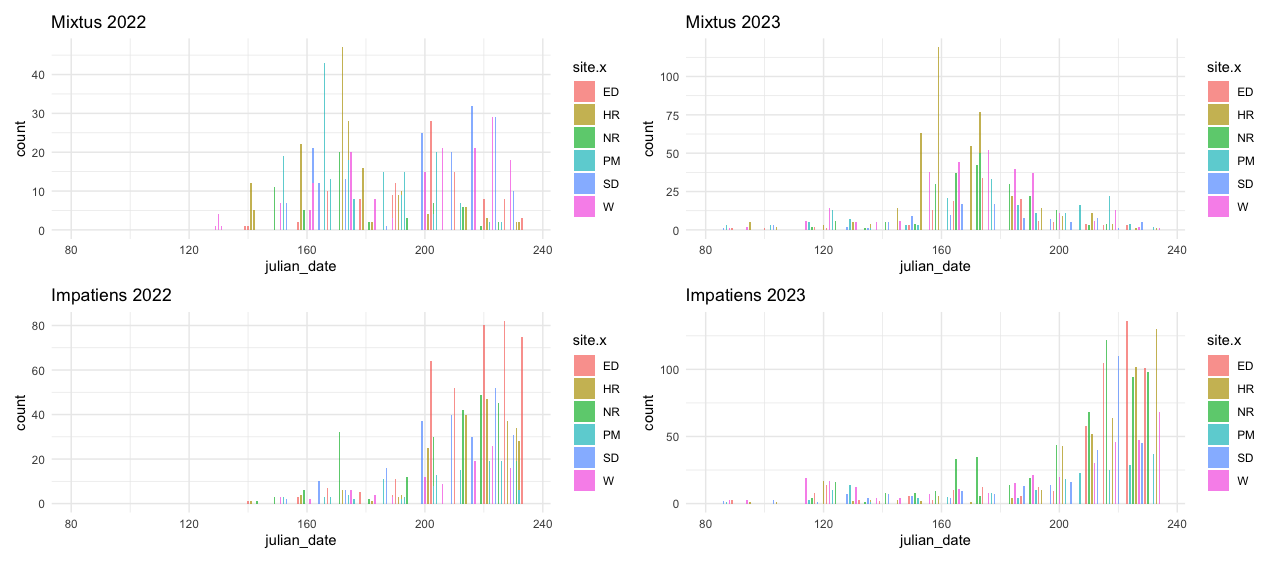 Mixtus 2022
count
40
30
20
10
0
80 120 160 200 240
julian_date
site.x
ED
HR
NR
PM
SD
W
Mixtus 2023
count
100
75
50
25
0
80 120 160 200 240
julian_date
site.x
ED
HR
NR
PM
SD
W
Impatiens 2022
count
80
60
40
20
0
80 120 160 200 240
julian_date
site.x
ED
HR
NR
PM
SD
W
Impatiens 2023
count
100
50
0
80 120 160 200 240
julian_date
site.x
ED
HR
NR
PM
SD
W